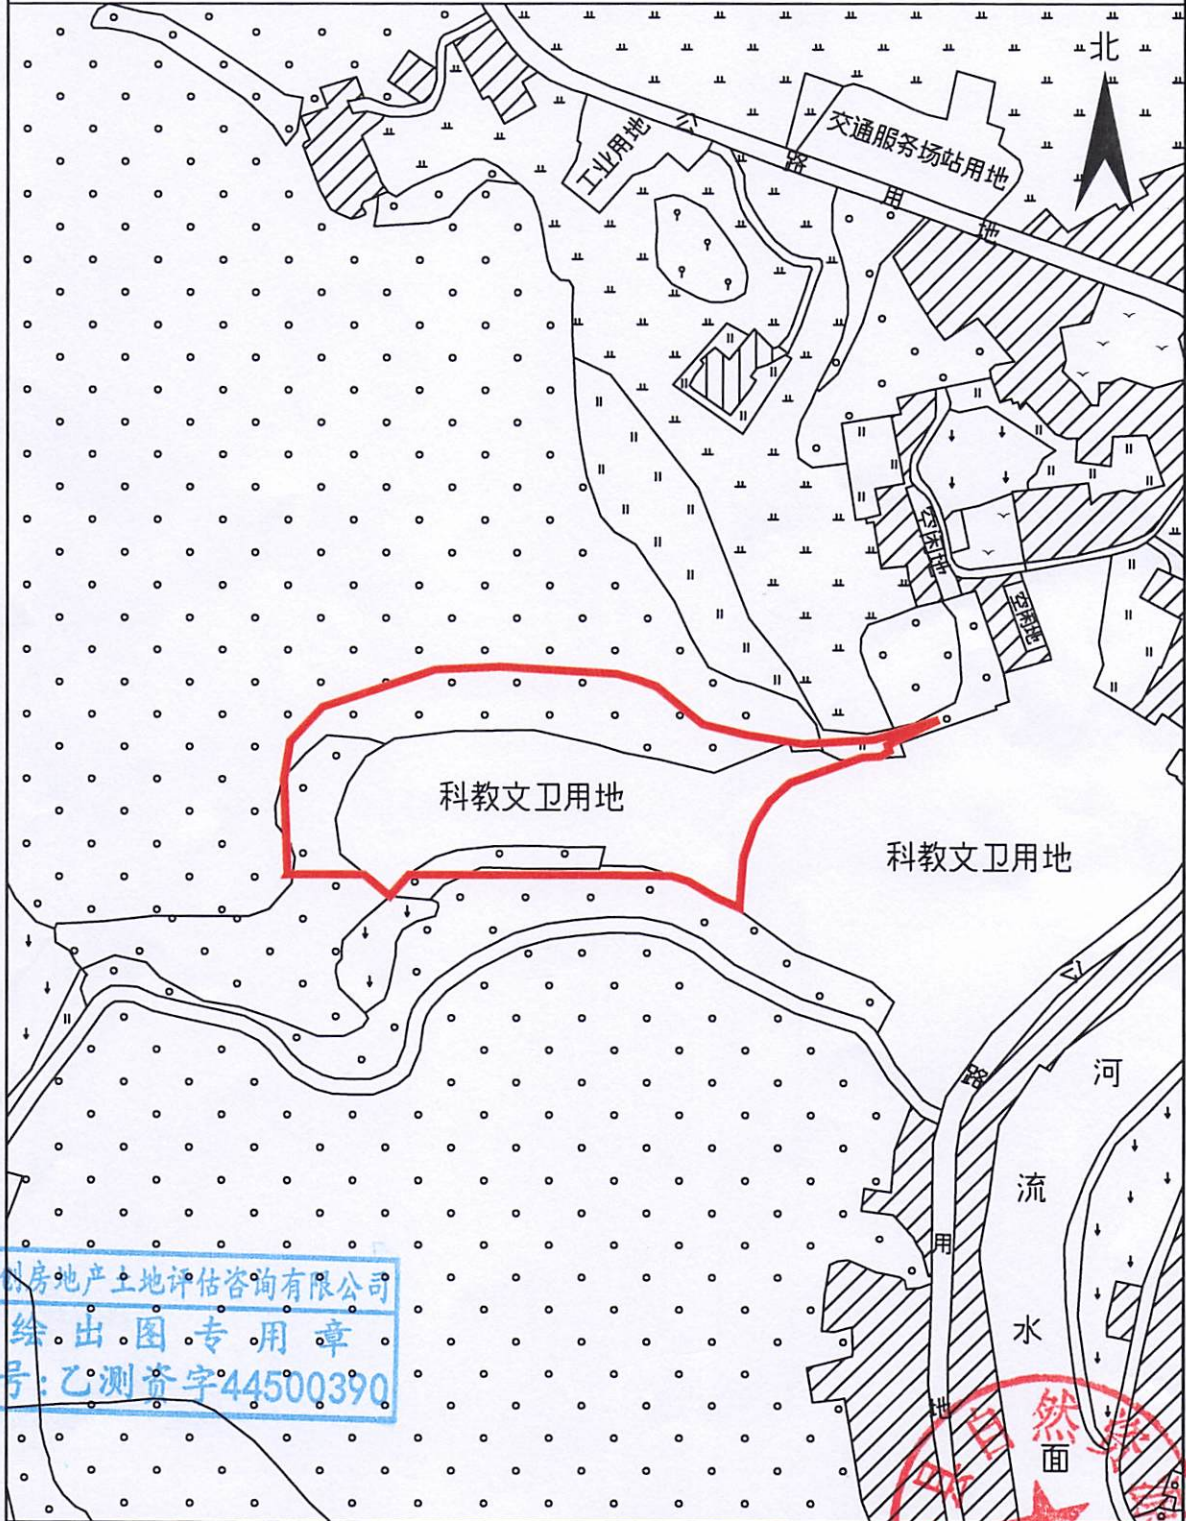 北
交通服务场站用地
工业用地
公路用地
空闲地
空闲地
科教文卫用地
科教文卫用地
公路用地
河流水面
创房地产土地评估咨询有限公司
绘出图专用章
号:乙测资字44500390
县自然资